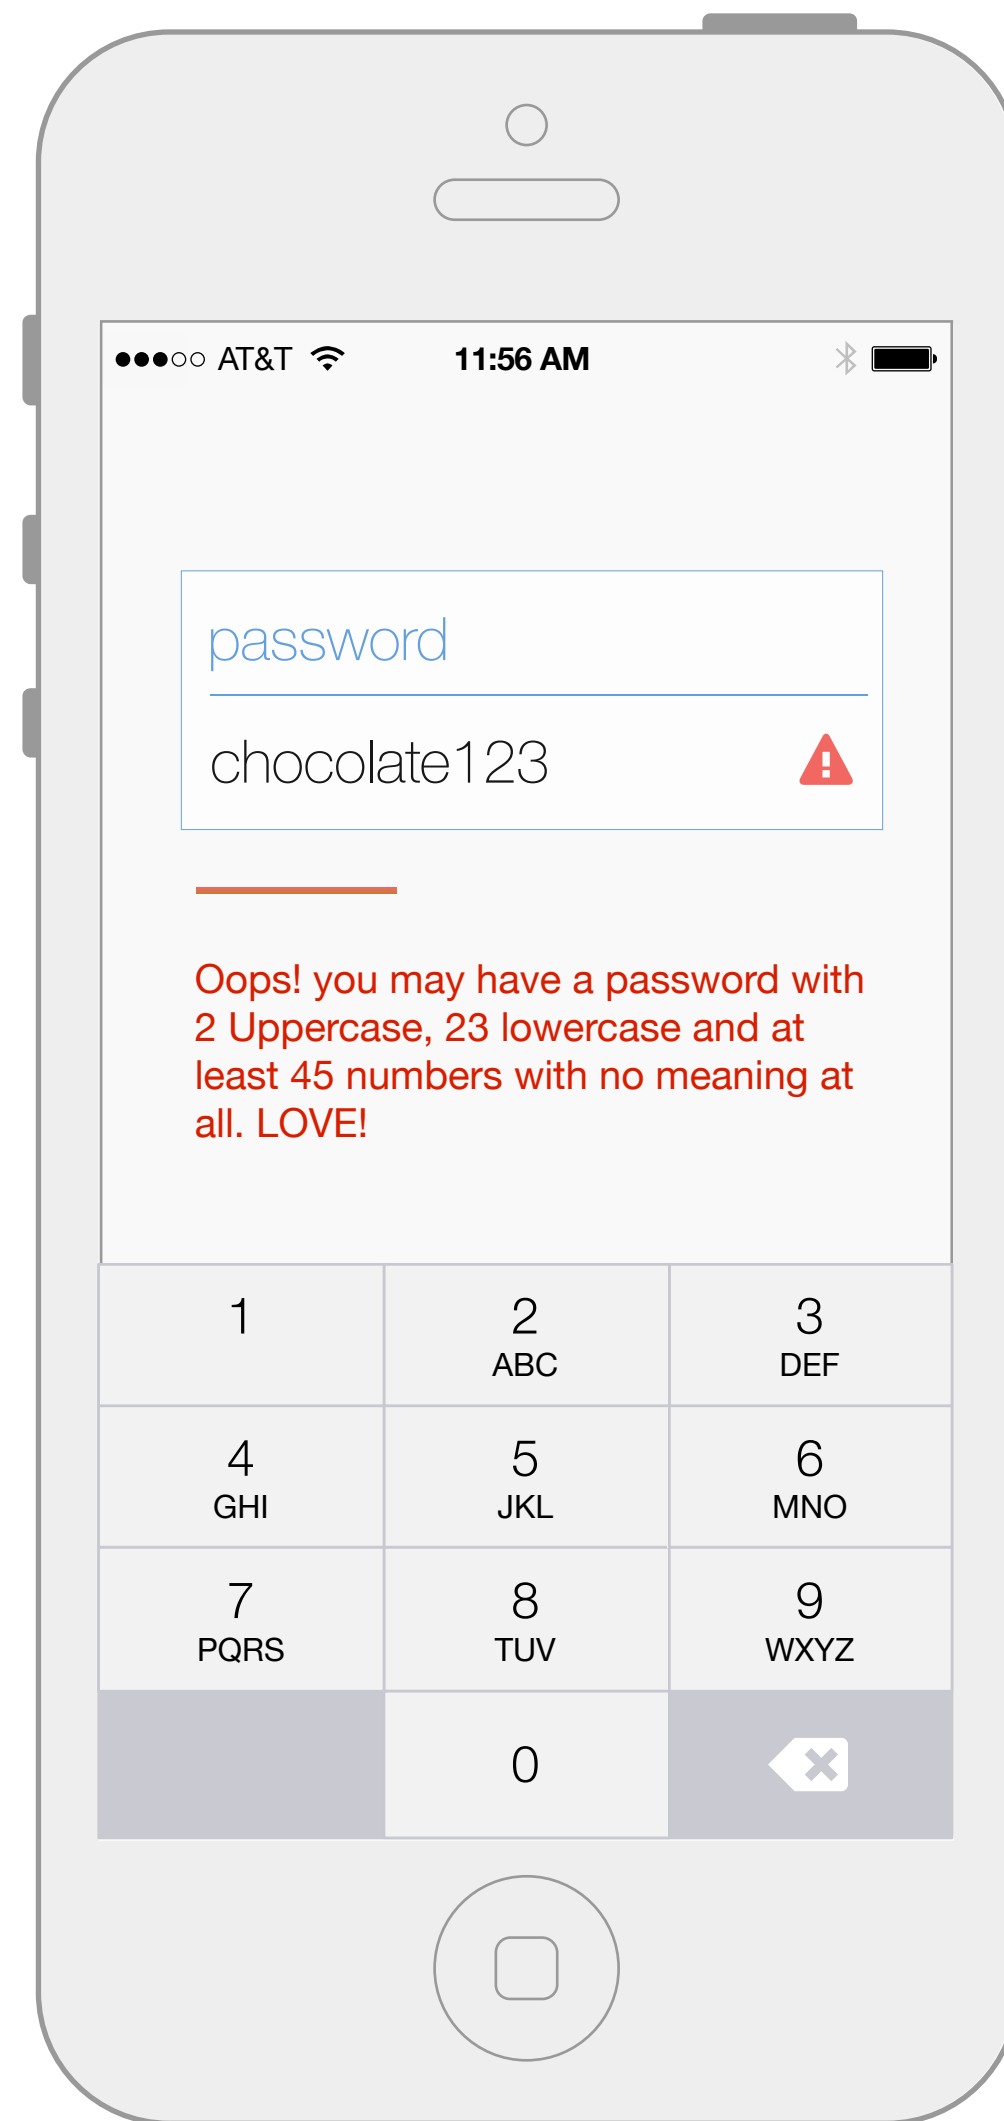 AT&T 11:56 AM
password
chocolate123
Oops! you may have a password with
2 Uppercase, 23 lowercase and at
least 45 numbers with no meaning at
all. LOVE!
1 2 3
ABC DEF
4 5 6
GHI JKL MNO
7 8 9
PQRS TUV WXYZ
0